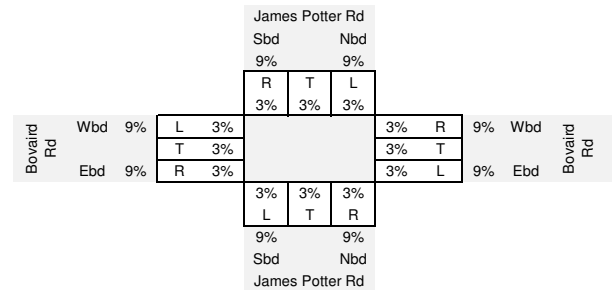 James Potter Rd
Sbd Nbd
9% 9%
R T L
3% 3% 3%
Bovaird Rd
Wbd 9% L 3%
T 3%
Ebd 9% R 3%
3% R 9% Wbd
3% T
3% L 9% Ebd
Bovaird Rd
3% 3% 3%
L T R
9% 9%
Sbd Nbd
James Potter Rd